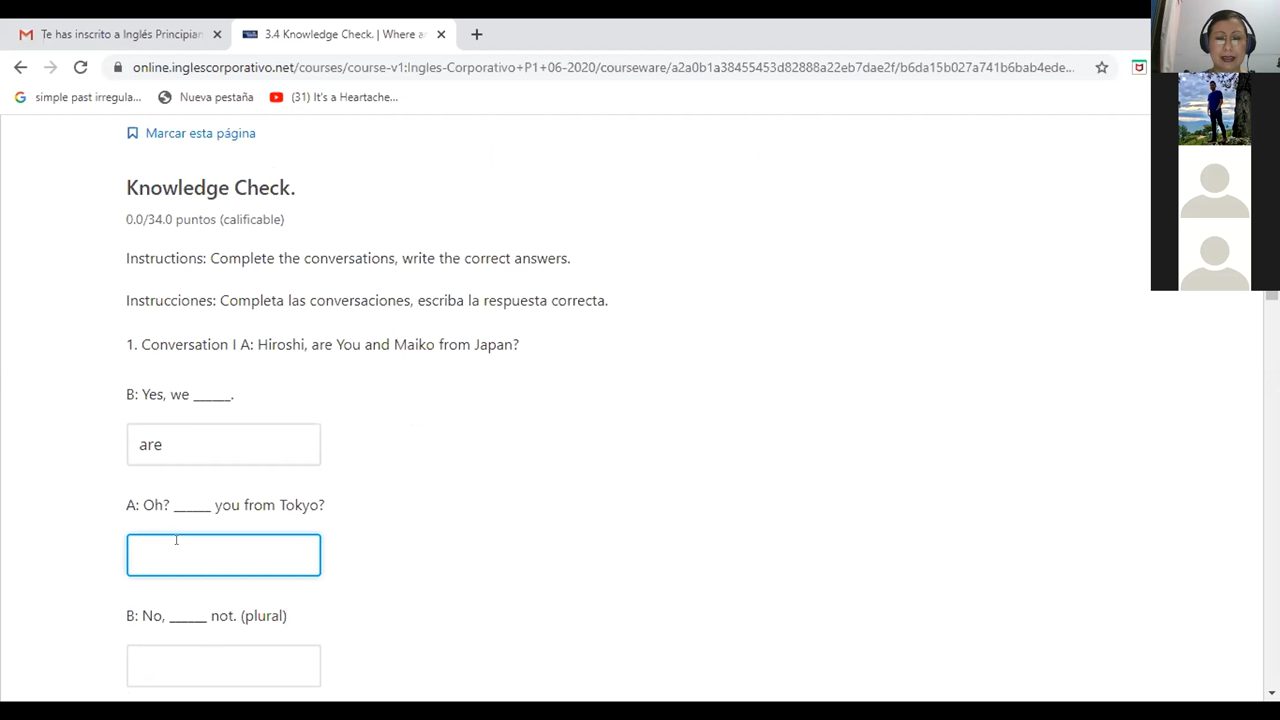 Te has inscrito a Inglés Principian
3.4 Knowledge Check. | Where a
online.inglescorporativo.net/courses/course-v1:Ingles-Corporativo+P1+06-2020/courseware/a2a0b1a38455453d82888a22eb7dae2f/b6da15b027a741b6bab4ede...
simple past irregula...
Nueva pestaña
(31) It's a Heartache...
Marcar esta página
Knowledge Check.
0.0/34.0 puntos (calificable)
Instructions: Complete the conversations, write the correct answers.
Instrucciones: Completa las conversaciones, escriba la respuesta correcta.
1. Conversation I A: Hiroshi, are You and Maiko from Japan?
B: Yes, we ______.
are
A: Oh? ______ you from Tokyo?
B: No, ______ not. (plural)